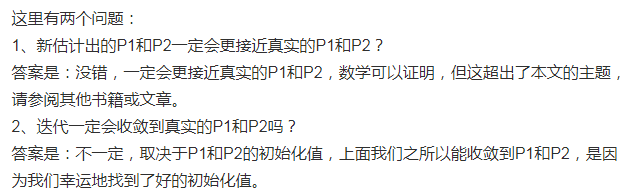 这里有两个问题：
1、新估计出的P1和P2一定会更接近真实的P1和P2？
答案是：没错，一定会更接近真实的P1和P2，数学可以证明，但这超出了本文的主题，
请参阅其他书籍或文章。
2、迭代一定会收敛到真实的P1和P2吗？
答案是：不一定，取决于P1和P2的初始化值，上面我们之所以能收敛到P1和P2，是因
为我们幸运地找到了好的初始化值。